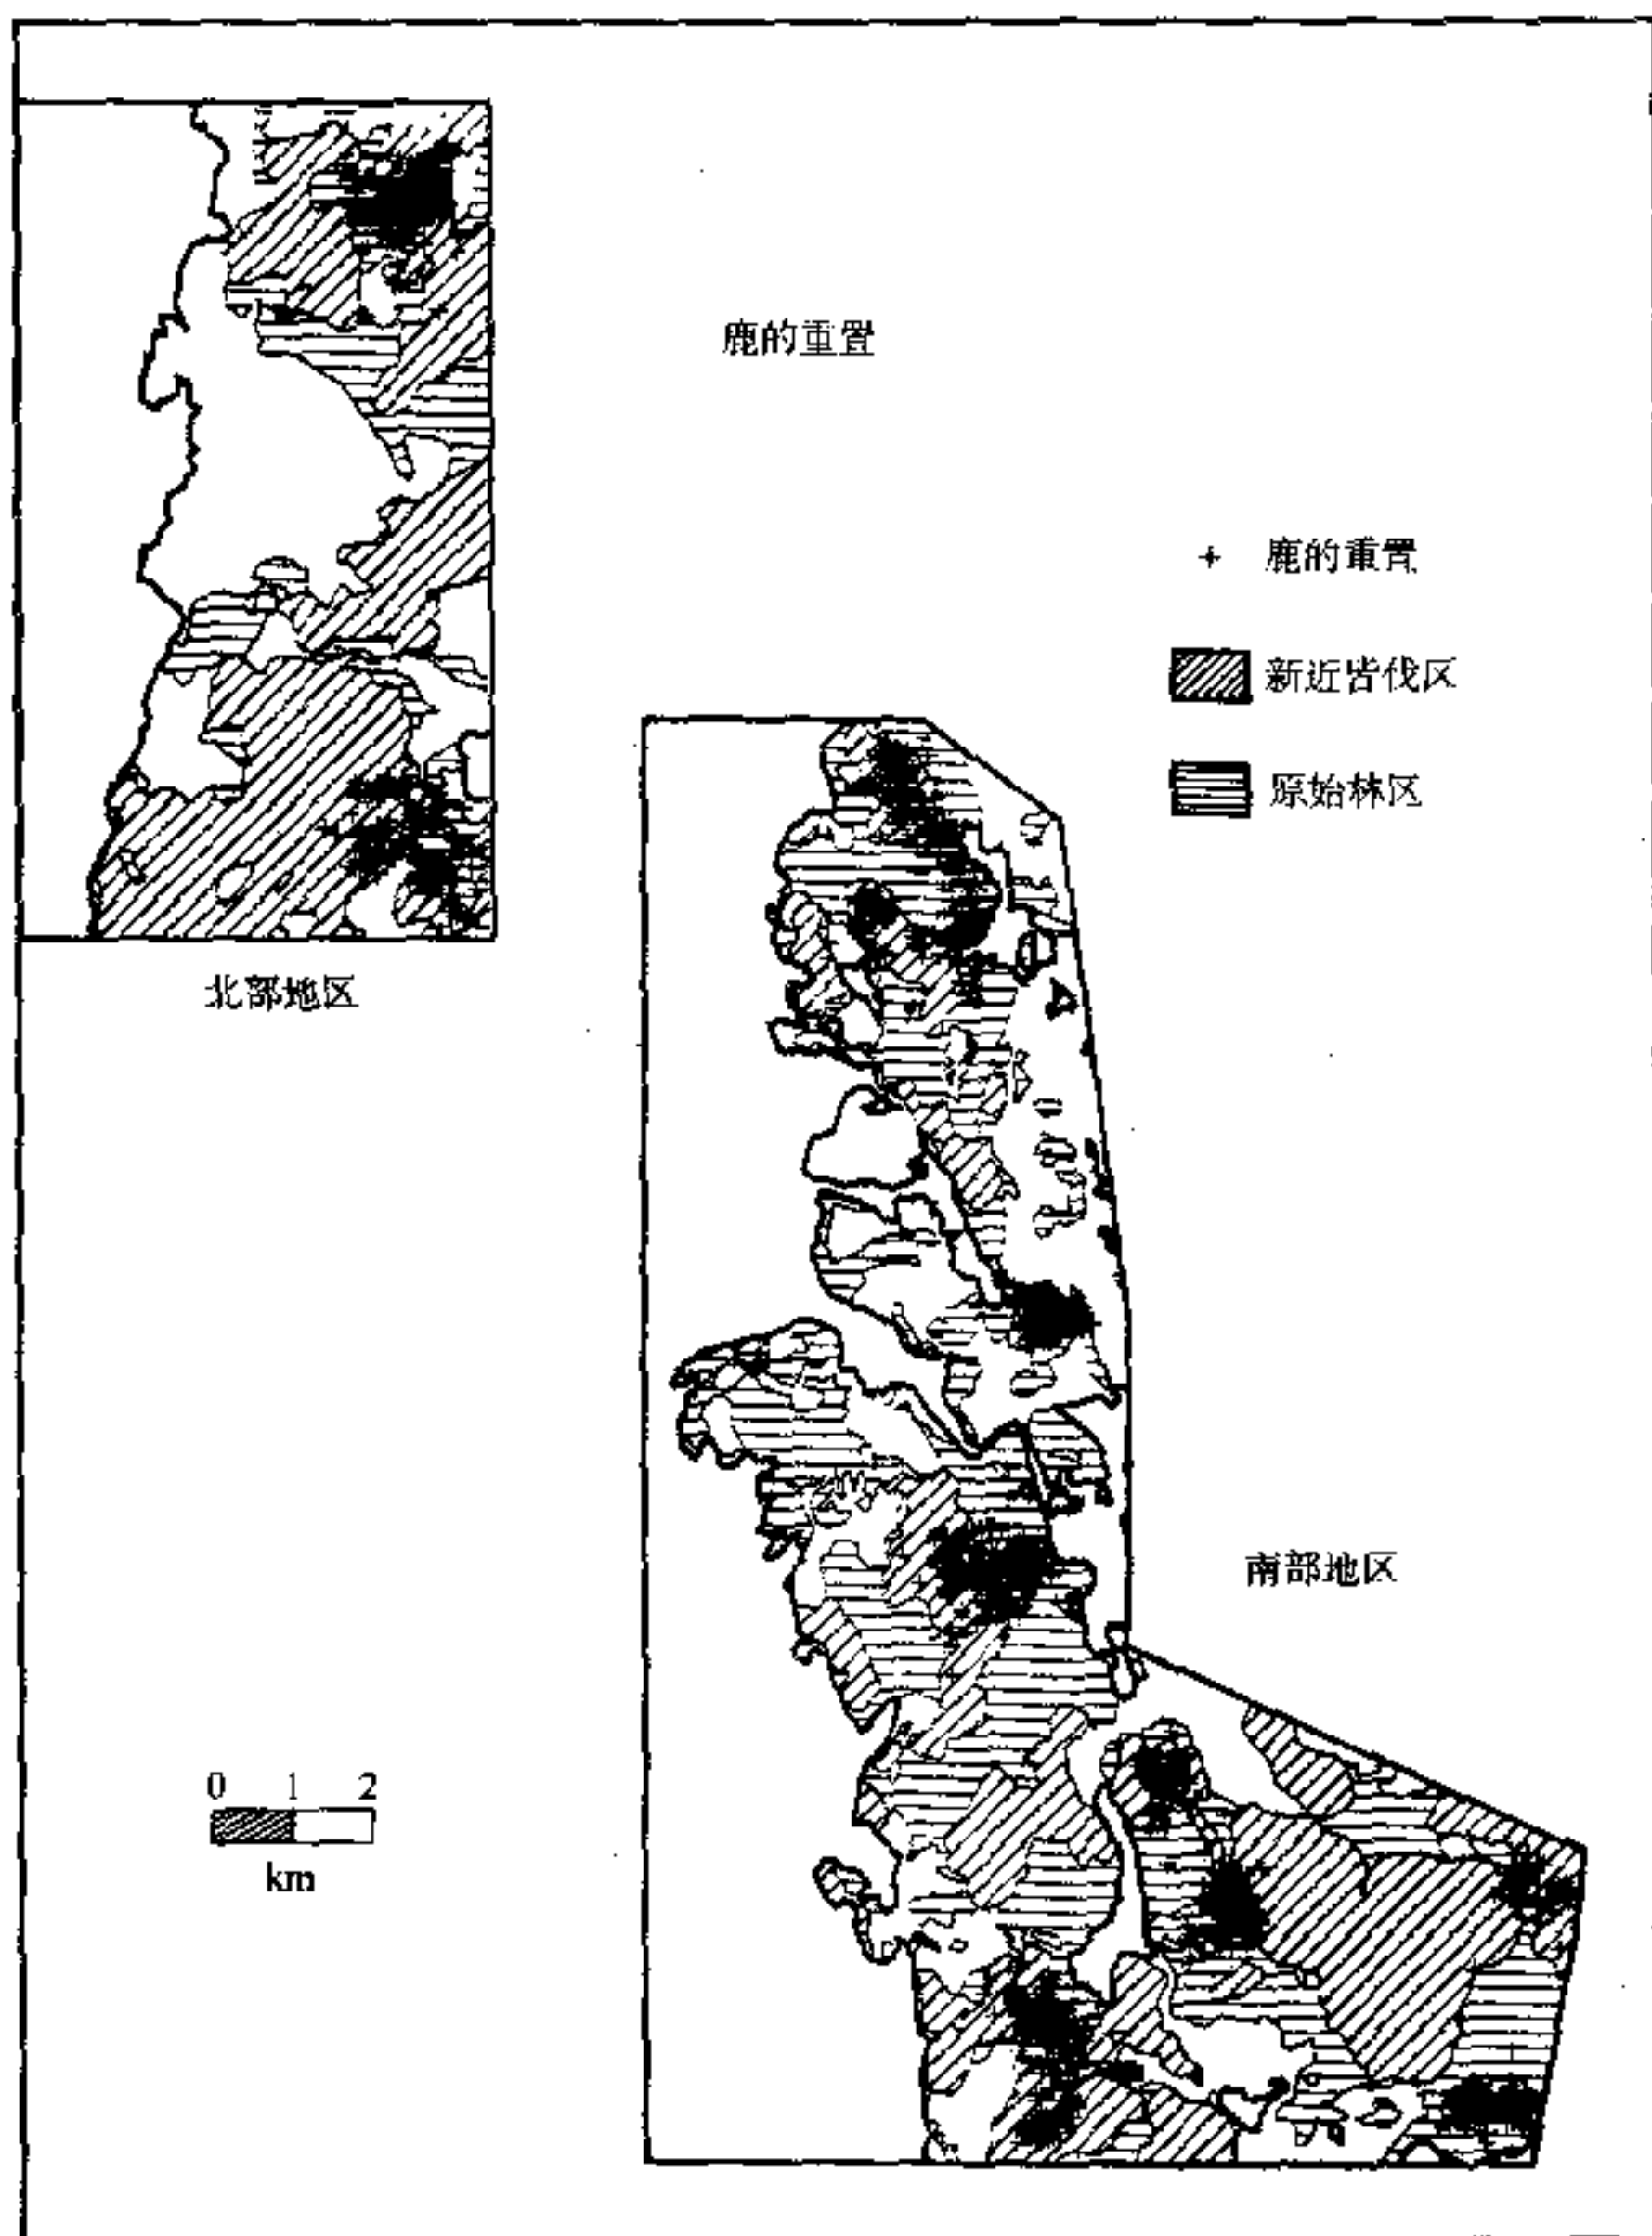 鹿的重置
+ 鹿的重置
新近皆伐区
原始林区
北部地区
南部地区
0 1 2
km